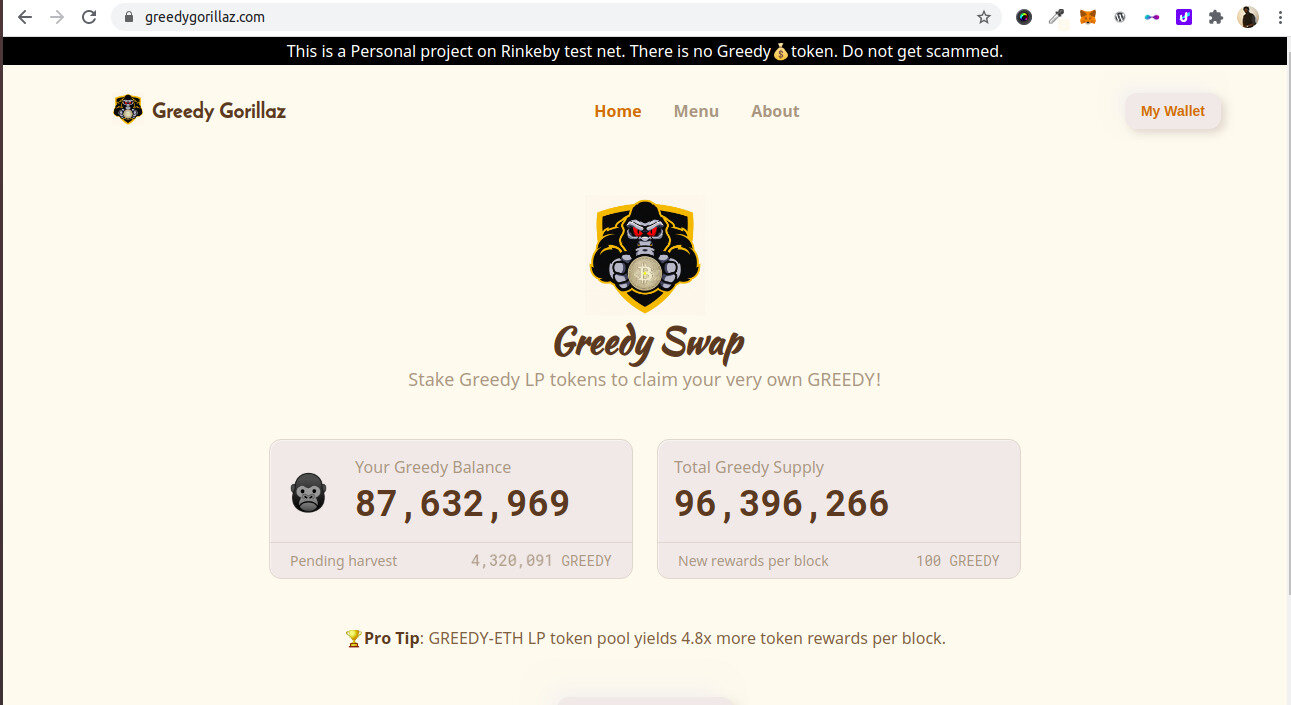 greedygorillaz.com
This is a Personal project on Rinkeby test net. There is no Greedy💰token. Do not get scammed.
Greedy Gorillaz
Home Menu About
My Wallet
Greedy Swap
Stake Greedy LP tokens to claim your very own GREEDY!
Your Greedy Balance
87,632,969
Pending harvest 4,320,091 GREEDY
Total Greedy Supply
96,396,266
New rewards per block 100 GREEDY
🏆Pro Tip: GREEDY-ETH LP token pool yields 4.8x more token rewards per block.